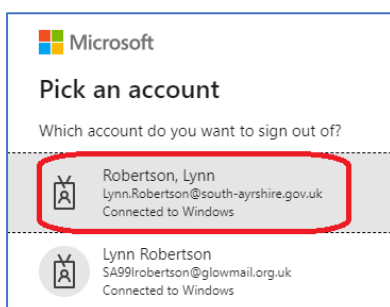 Microsoft
Pick an account
Which account do you want to sign out of?
Robertson, Lynn
Lynn.Robertson@south-ayrshire.gov.uk
Connected to Windows
Lynn Robertson
SA99lrobertson@glowmail.org.uk
Connected to Windows